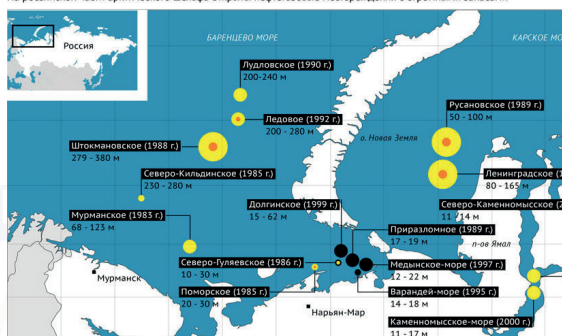 БАРЕНЦЕВО МОРЕ
КАРСКОЕ МО
Россия
Лудловское (1990 г.)
200-240 м
Ледовое (1992 г.)
200 - 280 м
Штокмановское (1988 г.)
279 - 380 м
Русановское (1989 г.)
50 - 100 м
о. Новая Земля
Северо-Кильдинское (1985 г.)
230 - 280 м
Ленинградское (1
80 - 165 м
Мурманское (1983 г.)
68 - 123 м
Долгинское (1999 г.)
15 - 62 м
Северо-Каменномысское (2
11 - 14 м
Приразломное (1989 г.)
17 - 19 м
п-ов Ямал
Северо-Гуляевское (1986 г.)
10 - 30 м
Медынское-море (1997 г.)
12 - 22 м
Мурманск
Поморское (1985 г.)
20 - 30 м
Варандей-море (1995 г.)
14 - 18 м
Нарьян-Мар
Каменномысское-море (2000 г.)
11 - 17 м